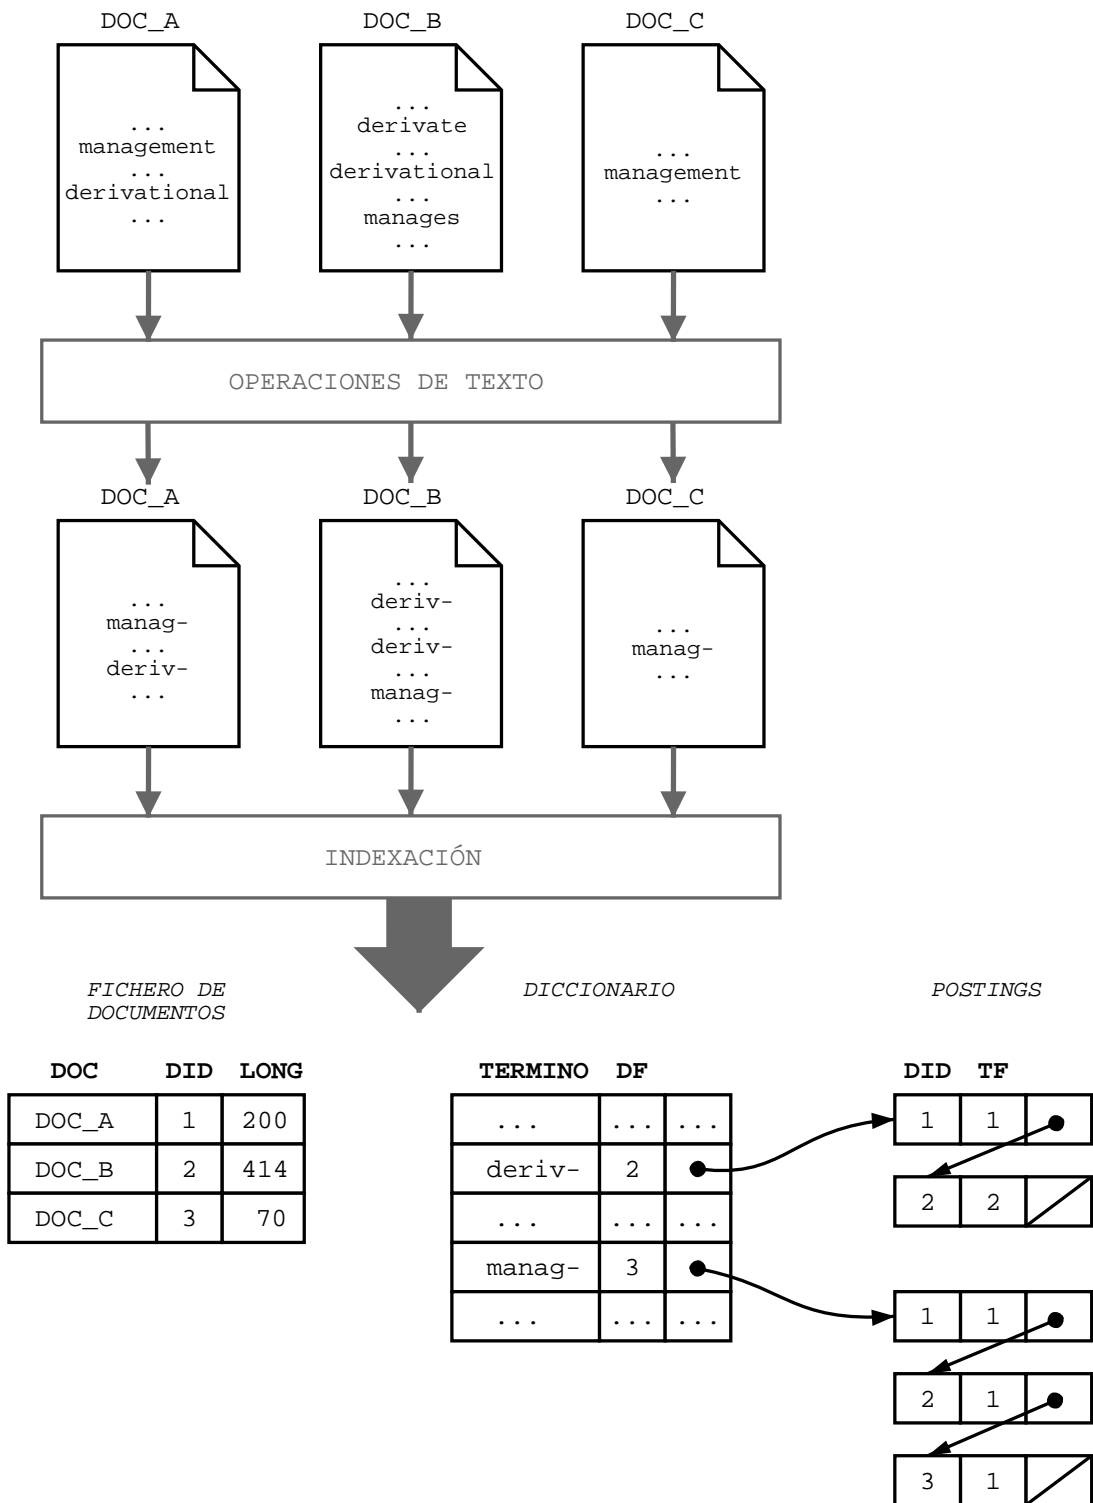 DOC_A DOC_B DOC_C
...
management
...
derivational
...
...
derivate
...
derivational
...
manages
...
...
management
...
OPERACIONES DE TEXTO
DOC_A DOC_B DOC_C
...
manag-
...
deriv-
...
...
deriv-
...
deriv-
...
manag-
...
...
manag-
...
INDEXACIÓN
FICHERO DE
DOCUMENTOS
DOC DID LONG
DOC_A 1 200
DOC_B 2 414
DOC_C 3 70
DICCIONARIO
TERMINO DF
... ... ...
deriv- 2
... ... ...
manag- 3
... ... ...
POSTINGS
DID TF
1 1
2 2
1 1
2 1
3 1